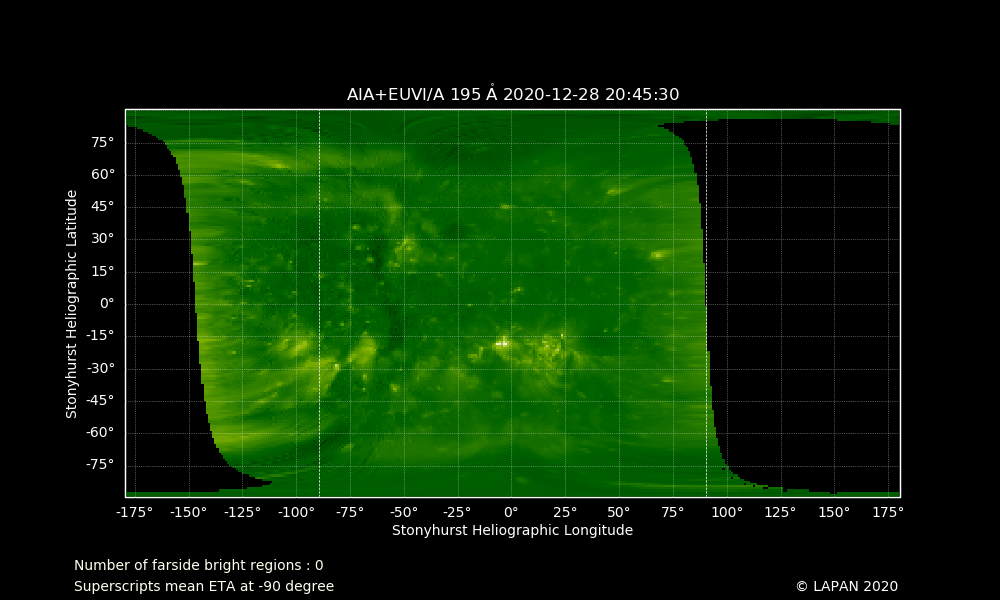 AIA+EUVI/A 195 Å 2020-12-28 20:45:30
Stonyhurst Heliographic Latitude
75°
60°
45°
30°
15°
0°
-15°
-30°
-45°
-60°
-75°
-175° -150° -125° -100° -75° -50° -25° 0° 25° 50° 75° 100° 125° 150° 175°
Stonyhurst Heliographic Longitude
Number of farside bright regions : 0
Superscripts mean ETA at -90 degree
© LAPAN 2020